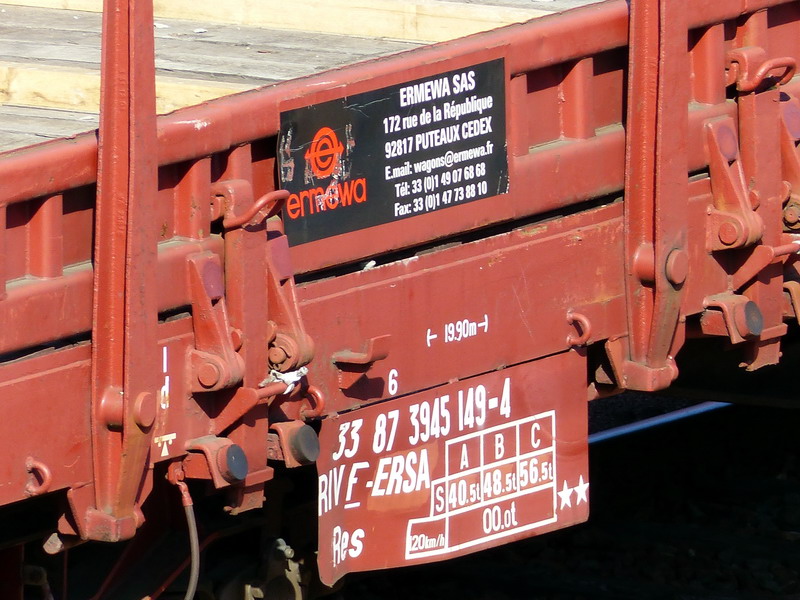 ERMEWA SAS
172 rue de la République
92817 PUTEAUX CEDEX
E.mail: wagons@ermewa.fr
Tél: 33 (0)1 49 07 68 68
Fax: 33 (0)1 47 73 88 10
ermewa
19.90m
6
33 87 3945 149-4
RIV F-ERSA
A B C
S 40.5t 48.5t 56.5t
120km/h 00.0t
Res